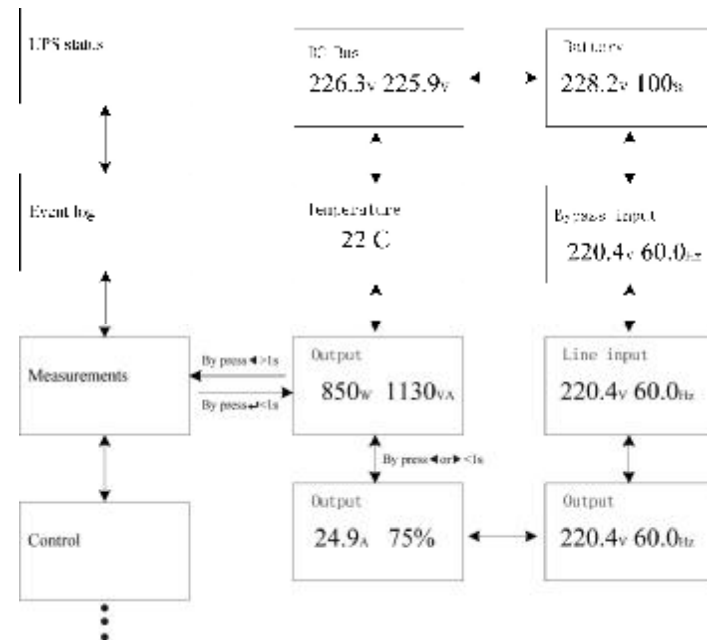 UPS status
DC Bus
226.3V 225.9V
Battery
228.2V 100%
Event log
Temperature
22 C
Bypass input
220.4V 60.0Hz
Measurements
By press ◄>1s
By press ↵<1s
Output
850W 1130VA
Line input
220.4V 60.0Hz
By press ◄or►<1s
Control
Output
24.9A 75%
Output
220.4V 60.0Hz